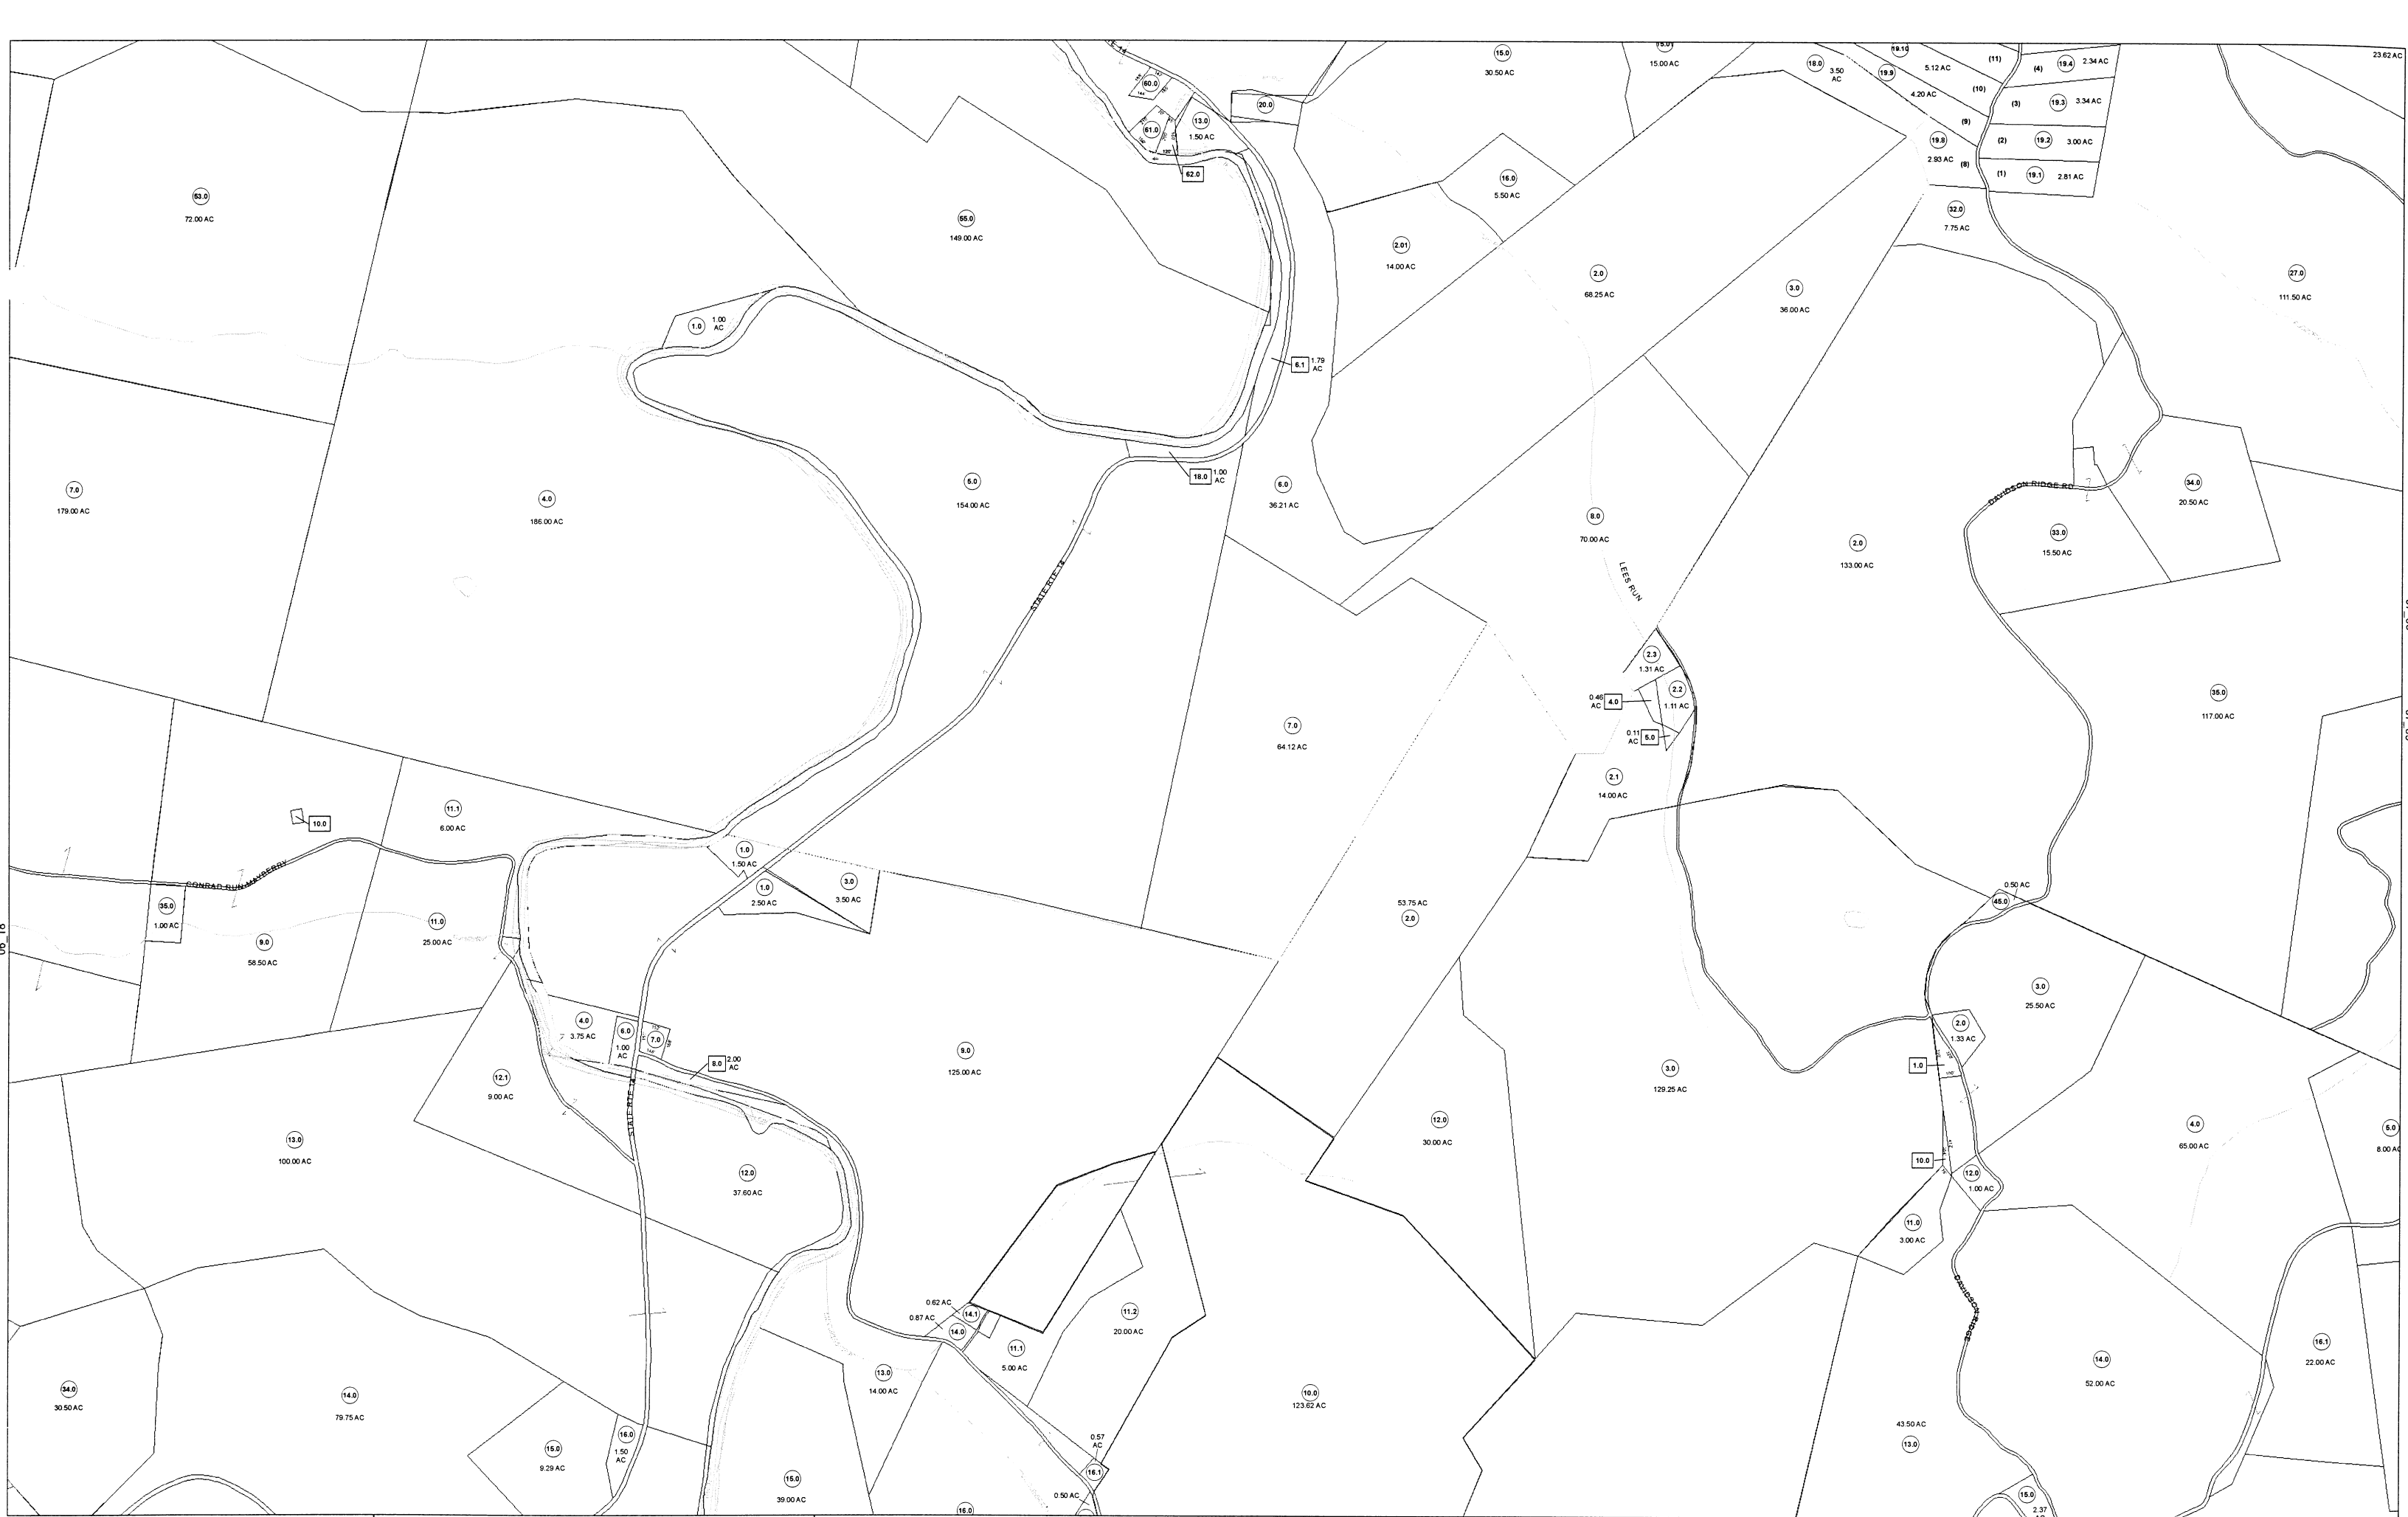 60.0
61.0
13.0
1.50 AC
62.0
20.0
15.0
30.50 AC
15.00 AC
18.0
3.50
AC
19.10
5.12 AC
(11)
19.9
4.20 AC
(10)
(9)
(4)
19.4
2.34 AC
(3)
19.3
3.34 AC
(2)
19.2
3.00 AC
(1)
19.1
2.81 AC
19.8
2.93 AC
(8)
23.62 AC
53.0
72.00 AC
55.0
149.00 AC
16.0
5.50 AC
2.01
14.00 AC
2.0
68.25 AC
3.0
36.00 AC
32.0
7.75 AC
27.0
111.50 AC
1.0
1.00
AC
6.1
1.79
AC
7.0
179.00 AC
4.0
186.00 AC
5.0
154.00 AC
18.0
1.00
AC
6.0
36.21 AC
8.0
70.00 AC
DAVIDSON RIDGE RD
34.0
20.50 AC
33.0
15.50 AC
2.0
133.00 AC
STATE RTE 14
LEES RUN
2.3
1.31 AC
2.2
1.11 AC
0.46
AC
4.0
0.11
AC
5.0
2.1
14.00 AC
35.0
117.00 AC
7.0
64.12 AC
10.0
11.1
6.00 AC
CONRAD RUN MAYBERRY
35.0
1.00 AC
9.0
58.50 AC
11.0
25.00 AC
1.0
1.50 AC
1.0
2.50 AC
3.0
3.50 AC
53.75 AC
2.0
0.50 AC
45.0
3.0
25.50 AC
4.0
3.75 AC
6.0
1.00
AC
7.0
8.0
2.00
AC
9.0
125.00 AC
3.0
129.25 AC
2.0
1.33 AC
1.0
12.1
9.00 AC
STATE RTE
13.0
100.00 AC
12.0
37.60 AC
12.0
30.00 AC
4.0
65.00 AC
5.0
8.00 AC
10.0
12.0
1.00 AC
11.0
3.00 AC
DAVIDSON RIDGE
0.62 AC
14.1
0.87 AC
14.0
11.1
5.00 AC
11.2
20.00 AC
13.0
14.00 AC
34.0
30.50 AC
14.0
79.75 AC
10.0
123.62 AC
14.0
52.00 AC
16.1
22.00 AC
43.50 AC
13.0
15.0
9.29 AC
16.0
1.50
AC
15.0
39.00 AC
0.57
AC
16.1
0.50 AC
16.0
15.0
2.37